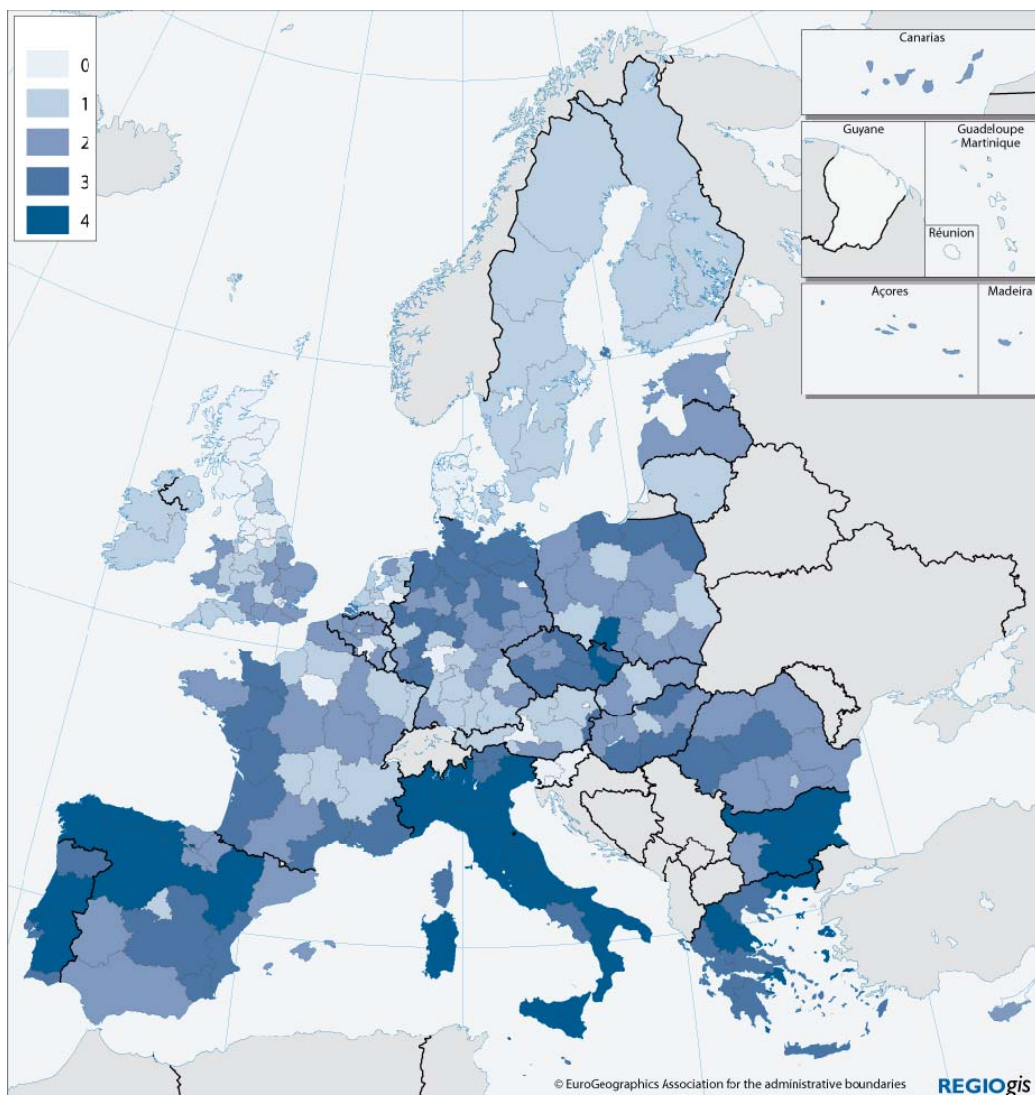 0
1
2
3
4
Canarias
Guyane
Guadeloupe
Martinique
Réunion
Açores
Madeira
© EuroGeographics Association for the administrative boundaries
REGIOgis